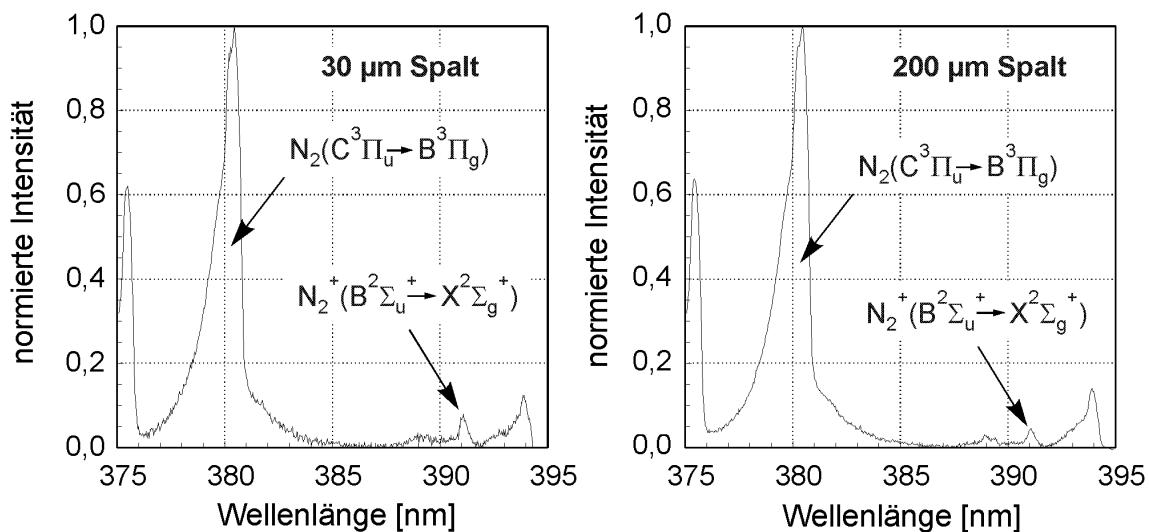 normierte Intensität
1,0
0,8
0,6
0,4
0,2
0,0
30 µm Spalt
N₂(C³Πᵤ→B³Π_g)
N₂⁺(B²Σᵤ⁺→X²Σ_g⁺)
375 380 385 391 395
Wellenlänge [nm]
normierte Intensität
1,0
0,8
0,6
0,4
0,2
0,0
200 µm Spalt
N₂(C³Πᵤ→B³Π_g)
N₂⁺(B²Σᵤ⁺→X²Σ_g⁺)
375 380 385 391 395
Wellenlänge [nm]